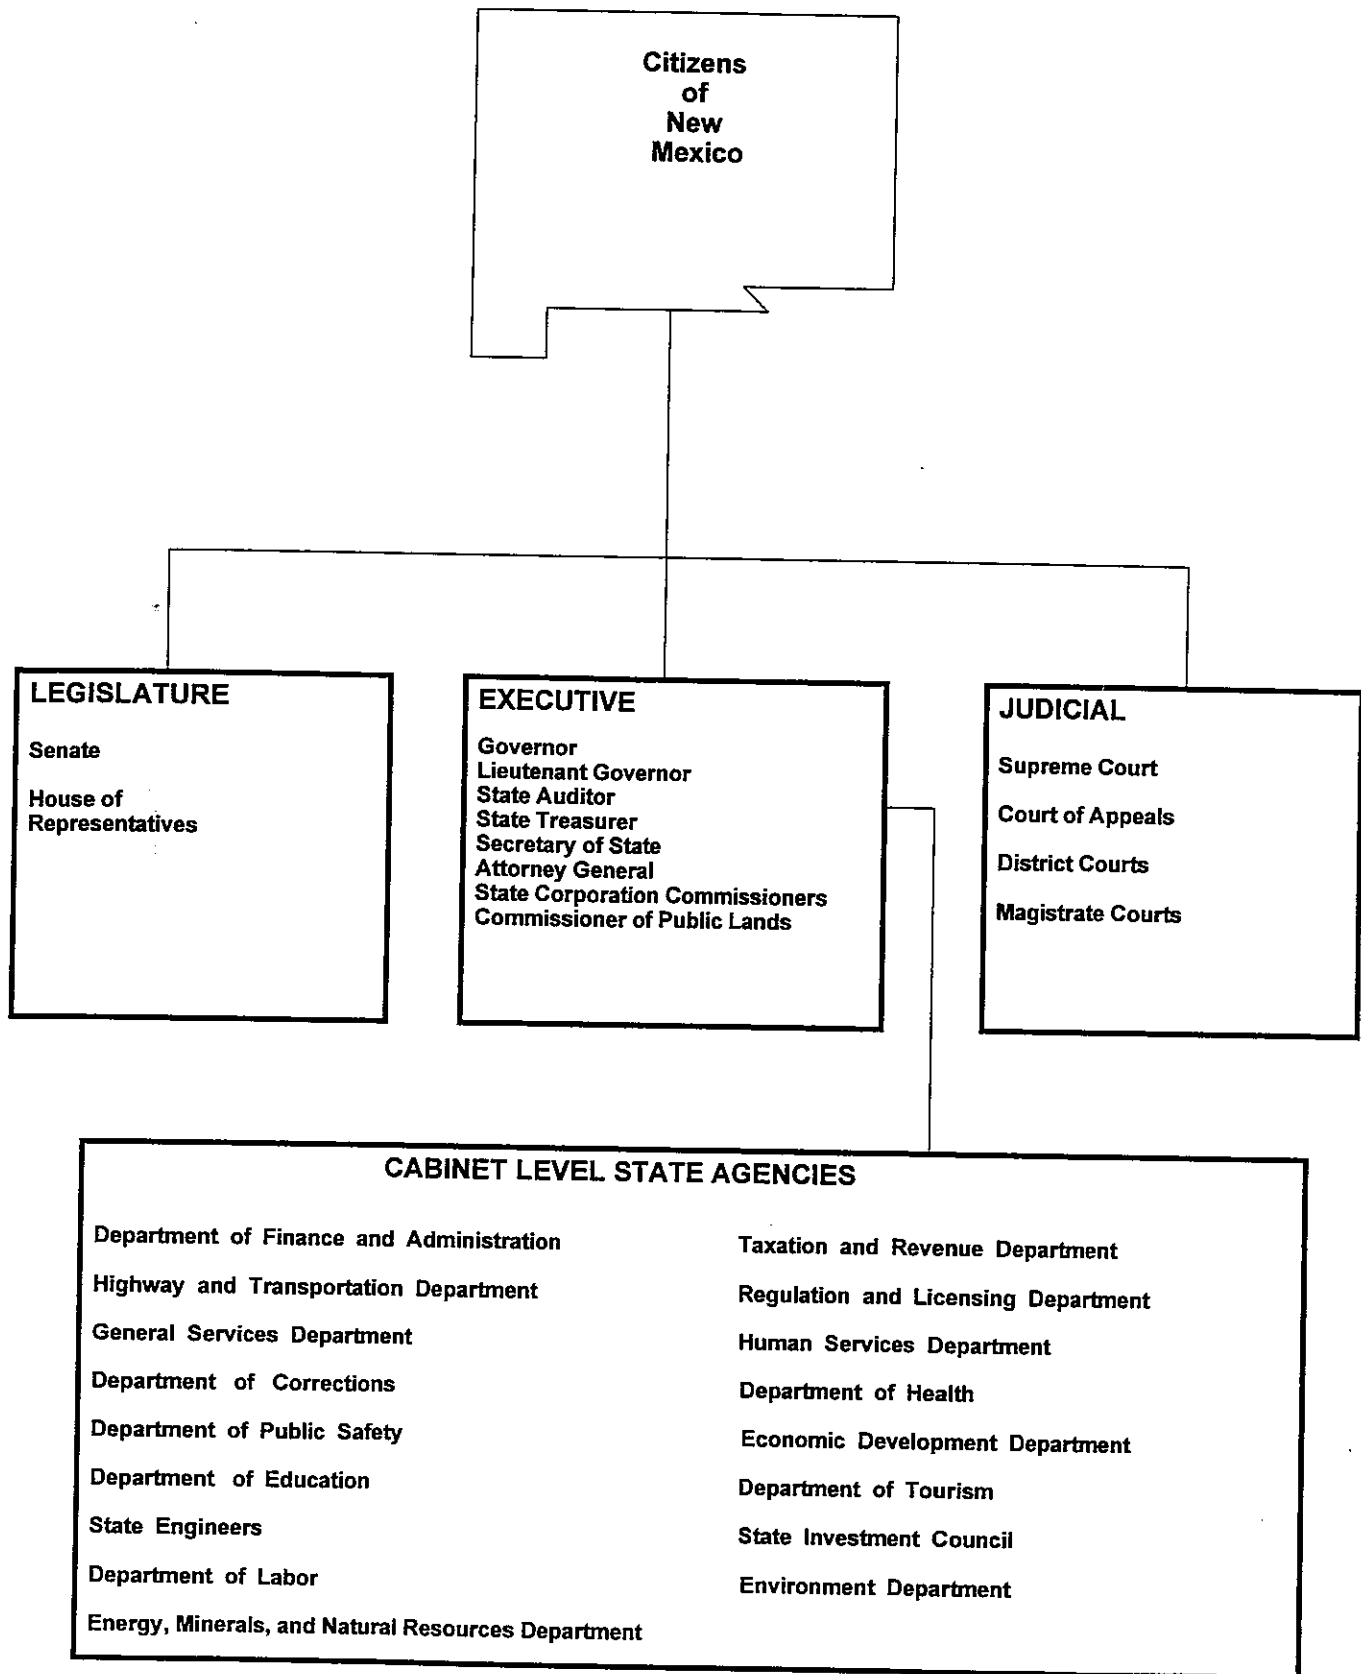 Citizens
of
New
Mexico
LEGISLATURE
Senate
House of
Representatives
EXECUTIVE
Governor
Lieutenant Governor
State Auditor
State Treasurer
Secretary of State
Attorney General
State Corporation Commissioners
Commissioner of Public Lands
JUDICIAL
Supreme Court
Court of Appeals
District Courts
Magistrate Courts
CABINET LEVEL STATE AGENCIES
Department of Finance and Administration
Highway and Transportation Department
General Services Department
Department of Corrections
Department of Public Safety
Department of Education
State Engineers
Department of Labor
Energy, Minerals, and Natural Resources Department
Taxation and Revenue Department
Regulation and Licensing Department
Human Services Department
Department of Health
Economic Development Department
Department of Tourism
State Investment Council
Environment Department